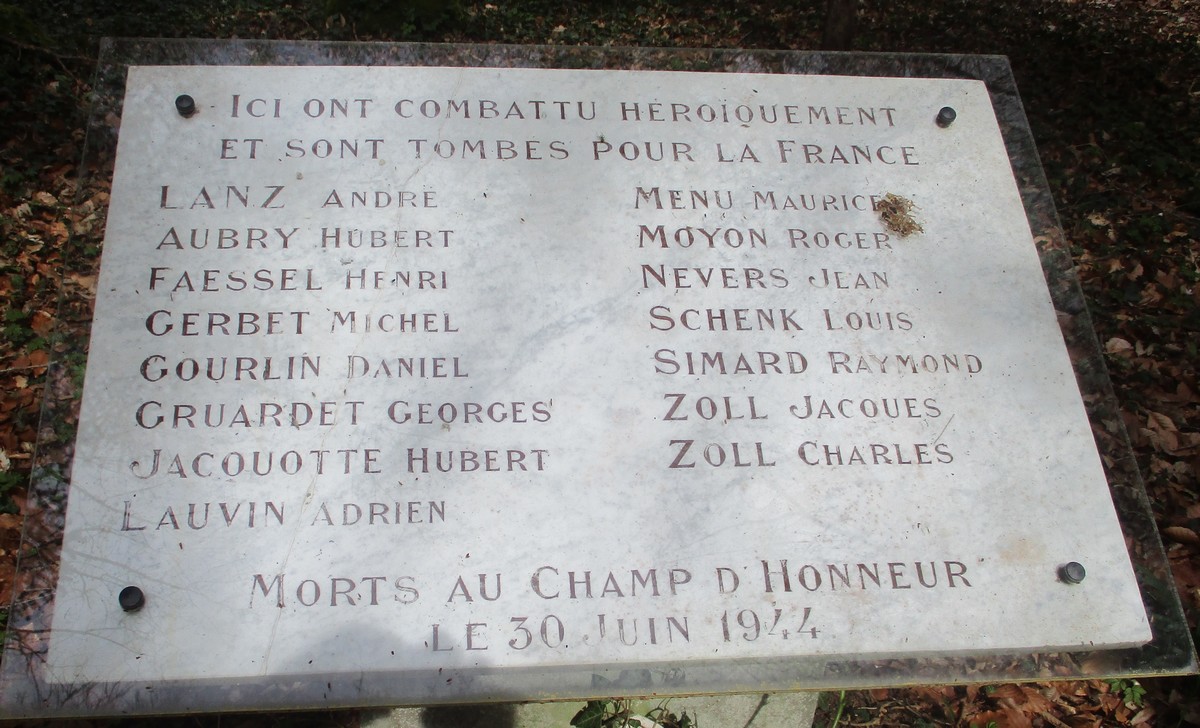 ICI ONT COMBATTU HEROÏQUEMENT
ET SONT TOMBES POUR LA FRANCE
LANZ ANDRE
AUBRY HUBERT
FAESSEL HENRI
GERBET MICHEL
GOURLIN DANIEL
GRUARDET GEORGES
JACQUOTTE HUBERT
LAUVIN ADRIEN
MENU MAURICE
MOYON ROGER
NEVERS JEAN
SCHENK LOUIS
SIMARD RAYMOND
ZOLL JACQUES
ZOLL CHARLES
MORTS AU CHAMP D'HONNEUR
LE 30 JUIN 1944